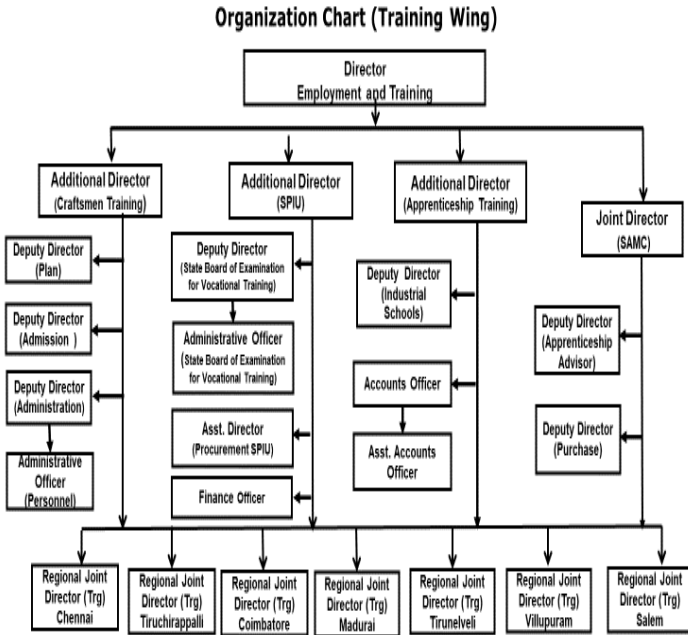 Organization Chart (Training Wing)
Director
Employment and Training
Additional Director
(Craftsmen Training)
Additional Director
(SPIU)
Additional Director
(Apprenticeship Training)
Joint Director
(SAMC)
Deputy Director
(Plan)
Deputy Director
(Admission )
Deputy Director
(Administration)
Administrative
Officer
(Personnel)
Deputy Director
(State Board of Examination
for Vocational Training)
Administrative Officer
(State Board of Examination
for Vocational Training)
Asst. Director
(Procurement SPIU)
Finance Officer
Deputy Director
(Industrial
Schools)
Accounts Officer
Asst. Accounts
Officer
Deputy Director
(Apprenticeship
Advisor)
Deputy Director
(Purchase)
Regional Joint
Director (Trg)
Chennai
Regional Joint
Director (Trg)
Tiruchirappalli
Regional Joint
Director (Trg)
Coimbatore
Regional Joint
Director (Trg)
Madurai
Regional Joint
Director (Trg)
Tirunelveli
Regional Joint
Director (Trg)
Villupuram
Regional Joint
Director (Trg)
Salem